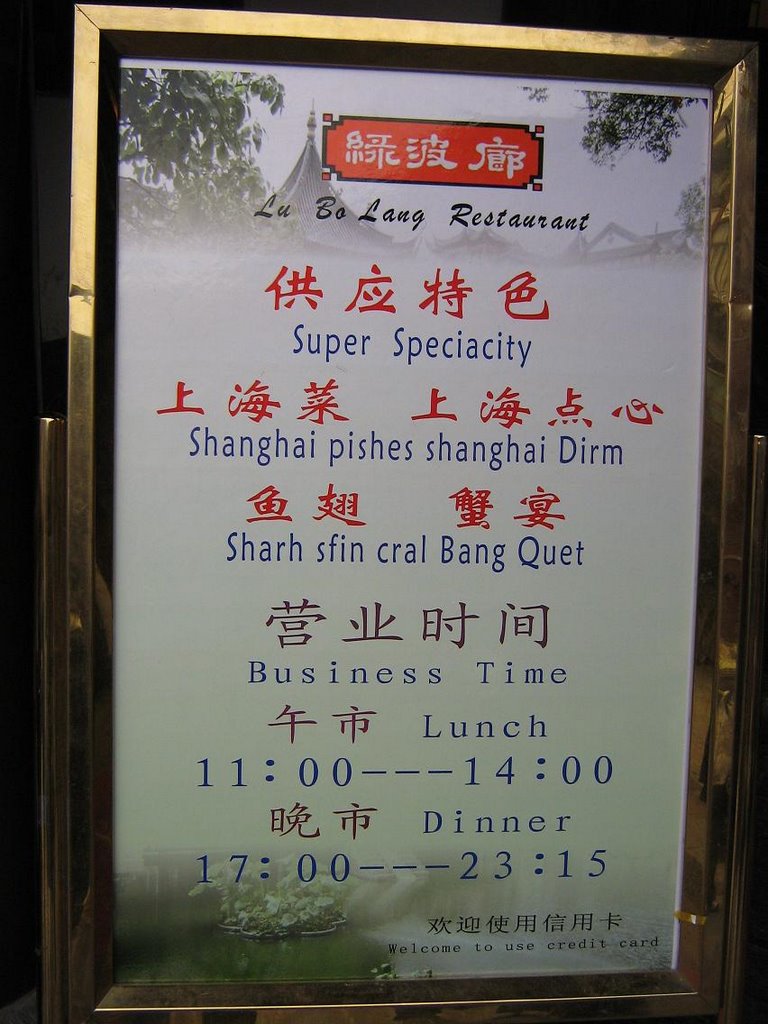 綠波廊
Lu Bo Lang Restaurant
供应特色
Super Speciacity
上海菜 上海点心
Shanghai pishes shanghai Dirm
鱼翅 蟹宴
Sharh sfin cral Bang Quet
营业时间
Business Time
午市 Lunch
11:00---14:00
晚市 Dinner
17:00---23:15
欢迎使用信用卡
Welcome to use credit card